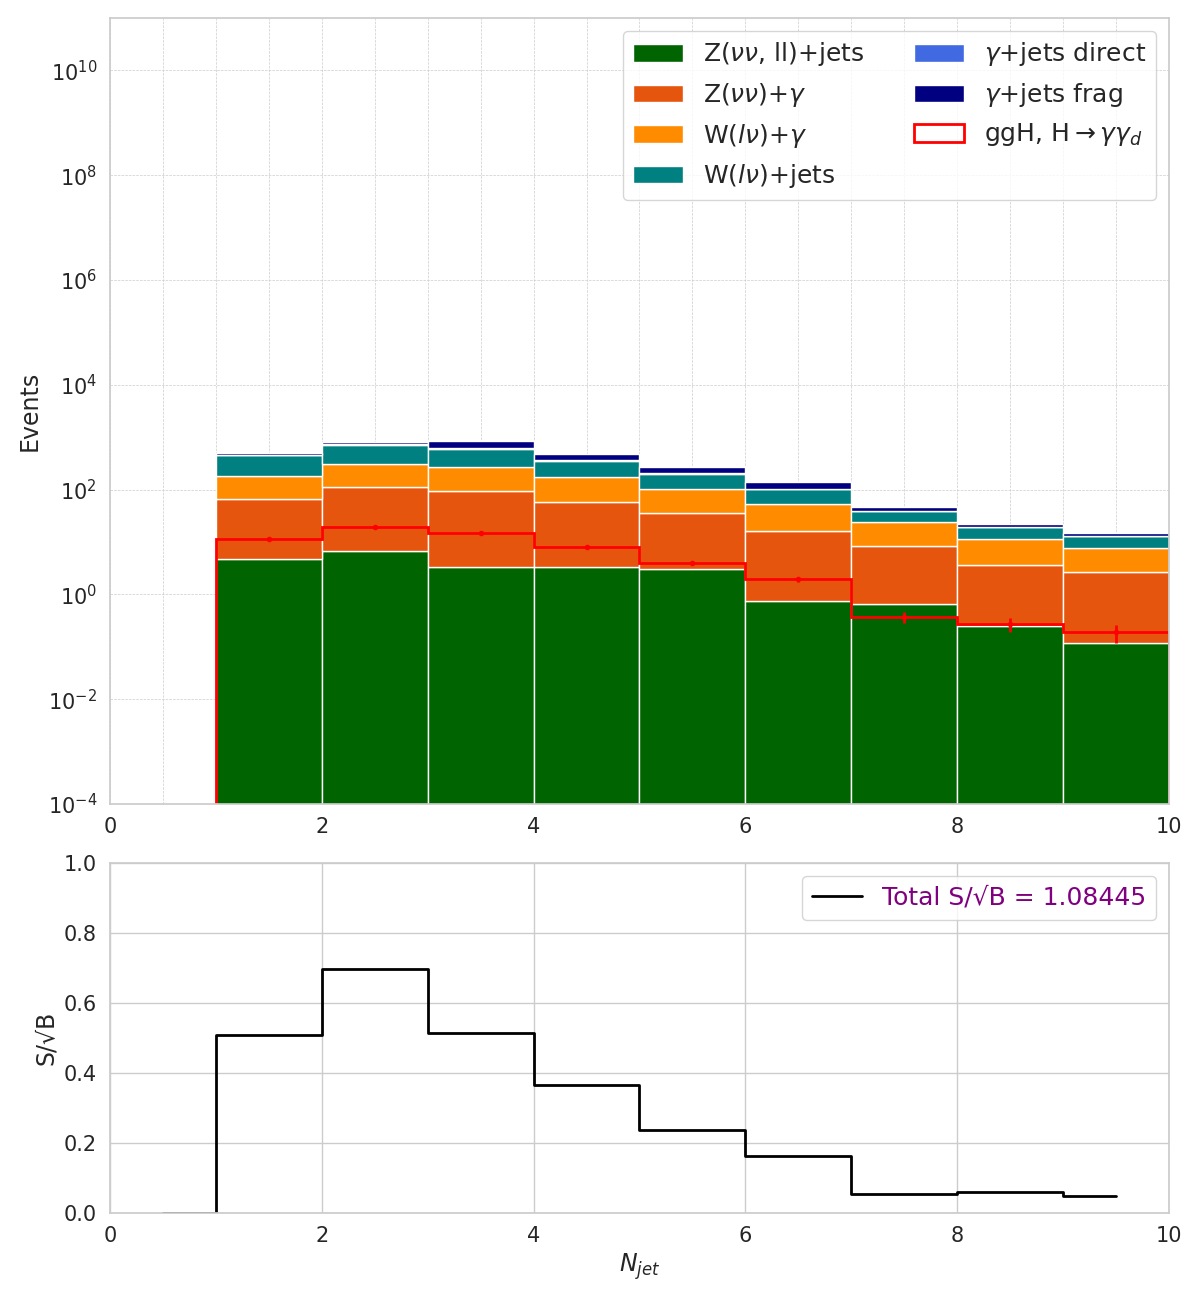 Z(νν, ll)+jets
Z(νν)+γ
W(lν)+γ
W(lν)+jets
γ+jets direct
γ+jets frag
ggH, H→γγ_d
Events
10^10
10^8
10^6
10^4
10^2
10^0
10^−2
10^−4
0 2 4 6 8 10
Total S/√B = 1.08445
S/√B
1.0
0.8
0.6
0.4
0.2
0.0
0 2 4 6 8 10
N_jet